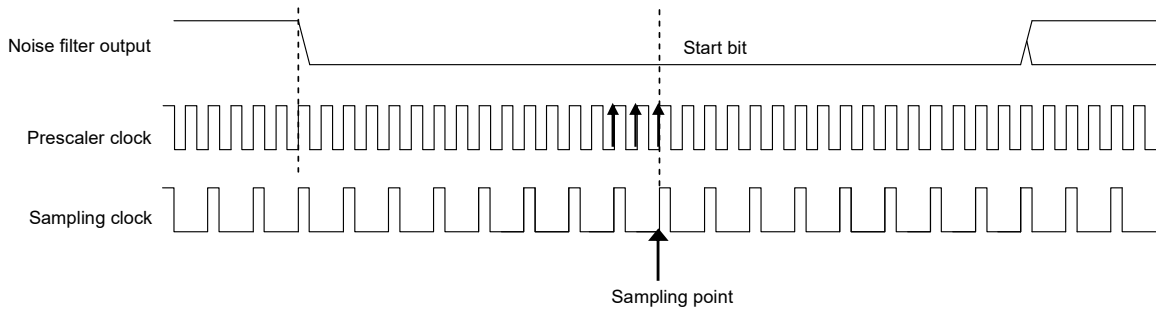 Noise filter output
Start bit
Prescaler clock
Sampling clock
Sampling point